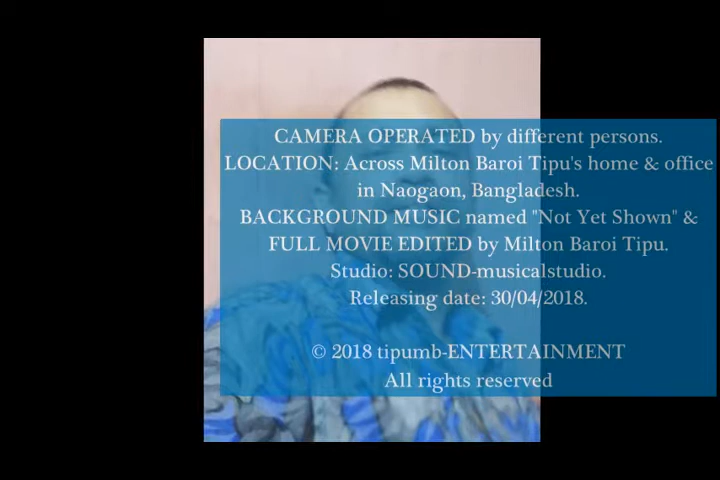 CAMERA OPERATED by different persons.
LOCATION: Across Milton Baroi Tipu's home & office
in Naogaon, Bangladesh.
BACKGROUND MUSIC named "Not Yet Shown" &
FULL MOVIE EDITED by Milton Baroi Tipu.
Studio: SOUND-musicalstudio.
Releasing date: 30/04/2018.
© 2018 tipumb-ENTERTAINMENT
All rights reserved